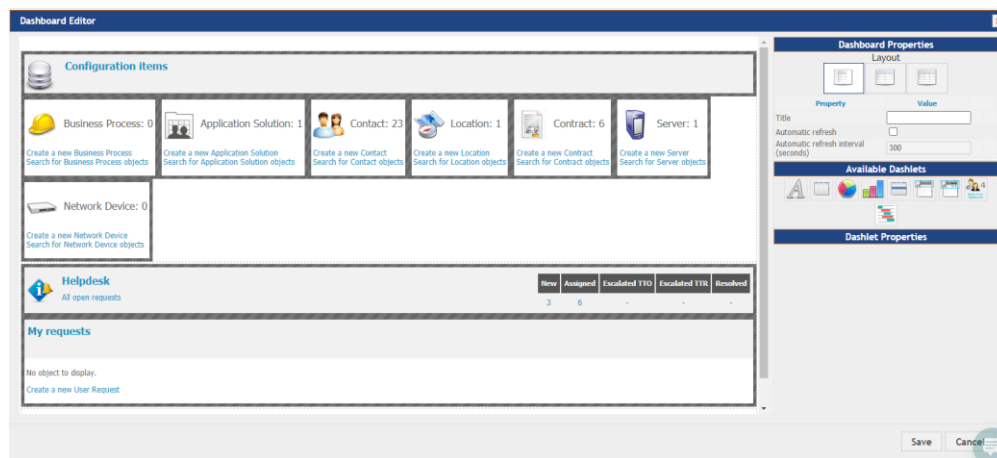 Dashboard Editor
Configuration items
Business Process: 0
Create a new Business Process
Search for Business Process objects
Application Solution: 1
Create a new Application Solution
Search for Application Solution objects
Contact: 23
Create a new Contact
Search for Contact objects
Location: 1
Create a new Location
Search for Location objects
Contract: 6
Create a new Contract
Search for Contract objects
Server: 1
Create a new Server
Search for Server objects
Network Device: 0
Create a new Network Device
Search for Network Device objects
Helpdesk
All open requests
New Assigned Escalated TTO Escalated TTR Resolved
3 6 - - -
My requests
No object to display.
Create a new User Request
Dashboard Properties
Layout
Property Value
Title
Automatic refresh
Automatic refresh interval
(seconds)
300
Available Dashlets
Dashlet Properties
Save Cancel